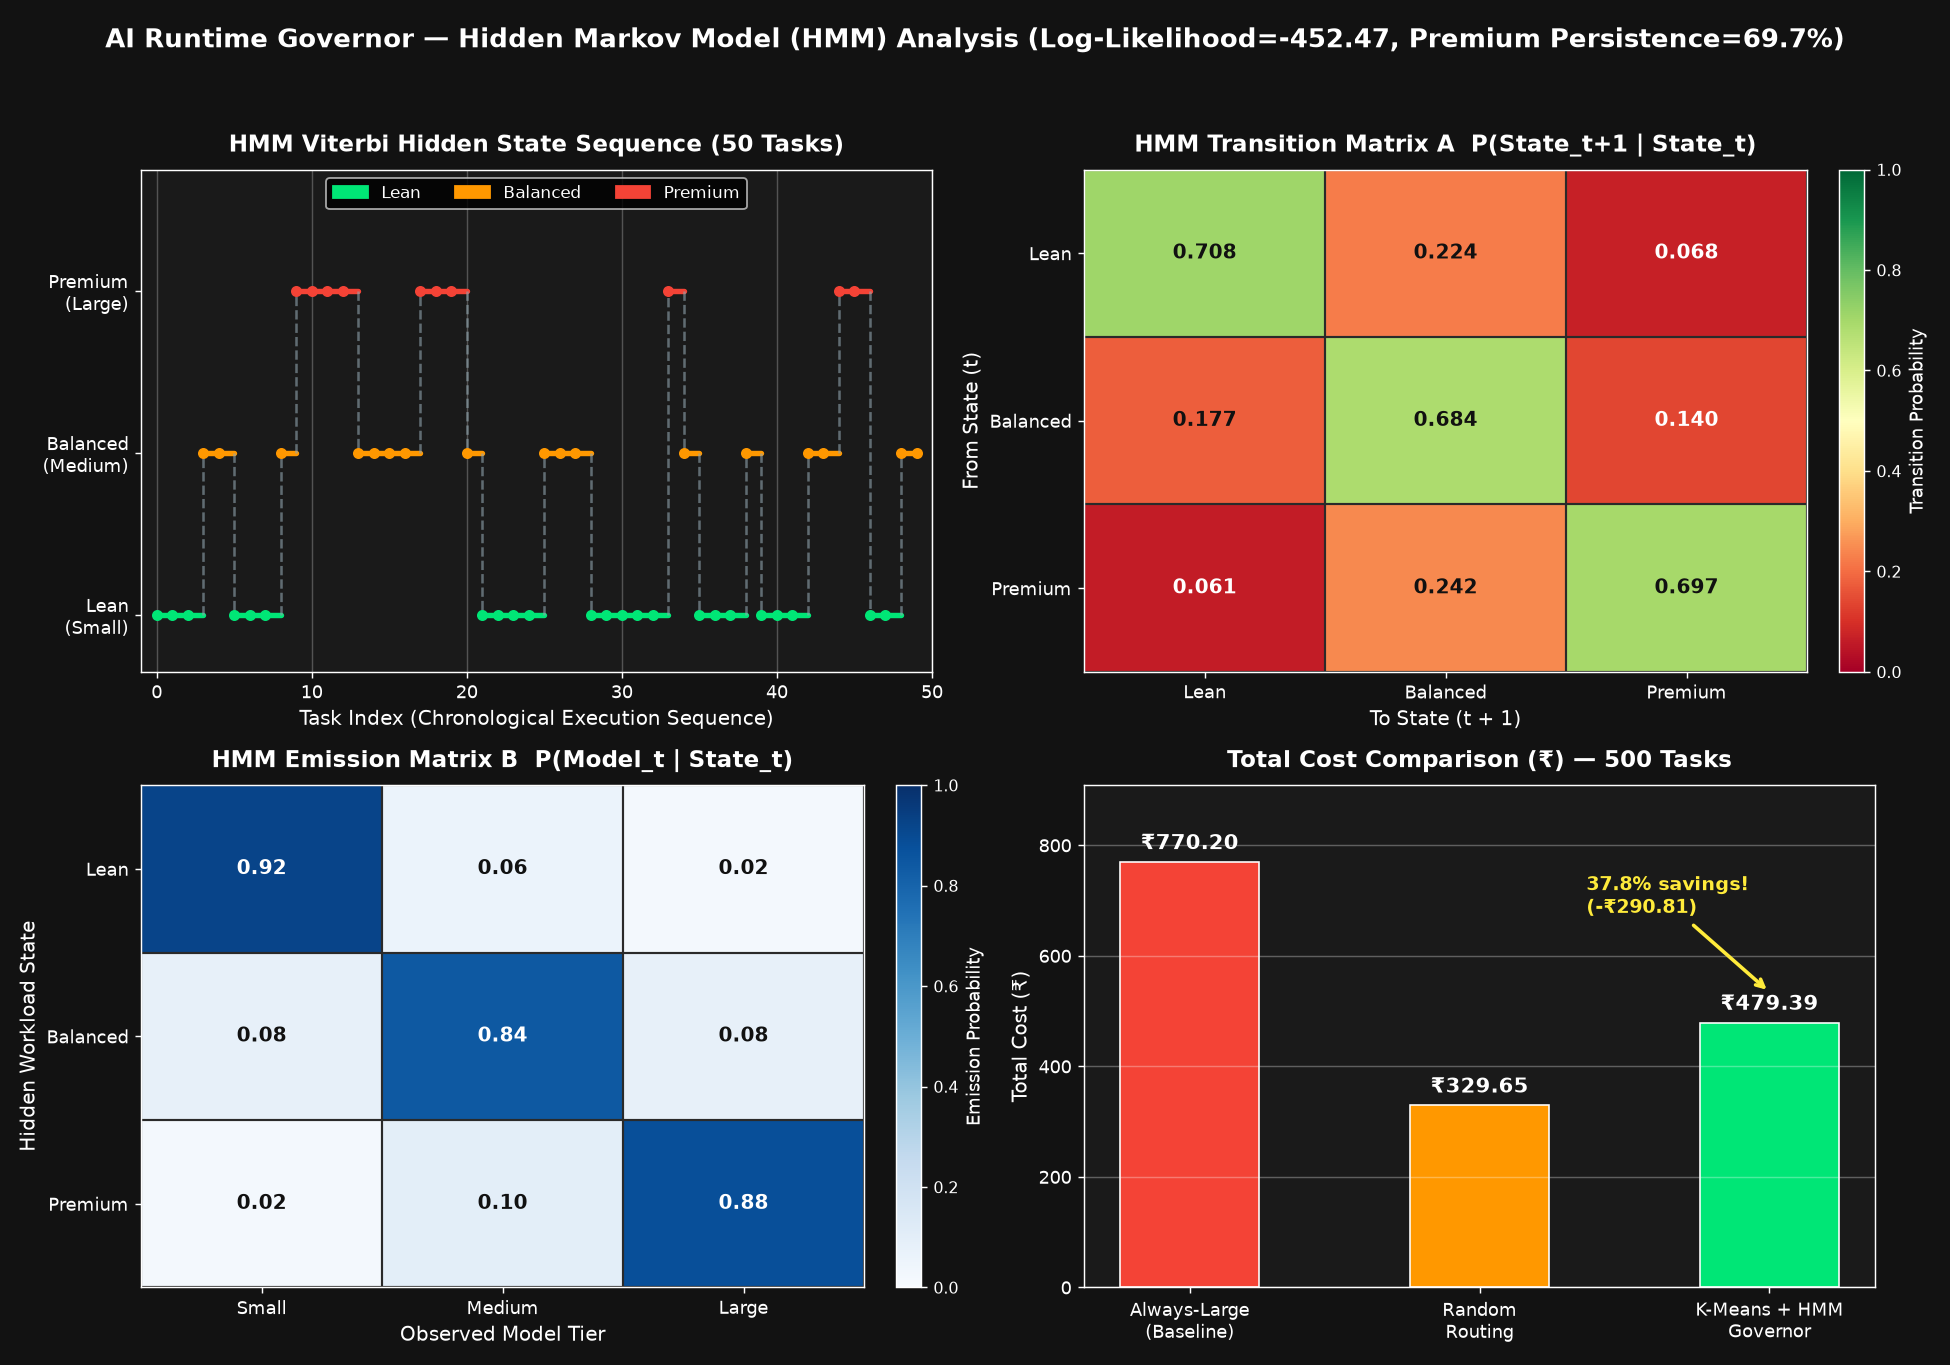 AI Runtime Governor — Hidden Markov Model (HMM) Analysis (Log-Likelihood=-452.47, Premium Persistence=69.7%)
HMM Viterbi Hidden State Sequence (50 Tasks)
Lean Balanced Premium
Premium
(Large)
Balanced
(Medium)
Lean
(Small)
0 10 20 30 40 50
Task Index (Chronological Execution Sequence)
HMM Transition Matrix A P(State_t+1 | State_t)
From State (t)
Lean 0.708 0.224 0.068
Balanced 0.177 0.684 0.140
Premium 0.061 0.242 0.697
Lean Balanced Premium
To State (t + 1)
1.0
0.8
0.6
0.4
0.2
0.0
Transition Probability
HMM Emission Matrix B P(Model_t | State_t)
Hidden Workload State
Lean 0.92 0.06 0.02
Balanced 0.08 0.84 0.08
Premium 0.02 0.10 0.88
Small Medium Large
Observed Model Tier
1.0
0.8
0.6
0.4
0.2
0.0
Emission Probability
Total Cost Comparison (₹) — 500 Tasks
Total Cost (₹)
800
600
400
200
0
₹770.20
₹329.65
₹479.39
37.8% savings!
(-₹290.81)
Always-Large
(Baseline)
Random
Routing
K-Means + HMM
Governor